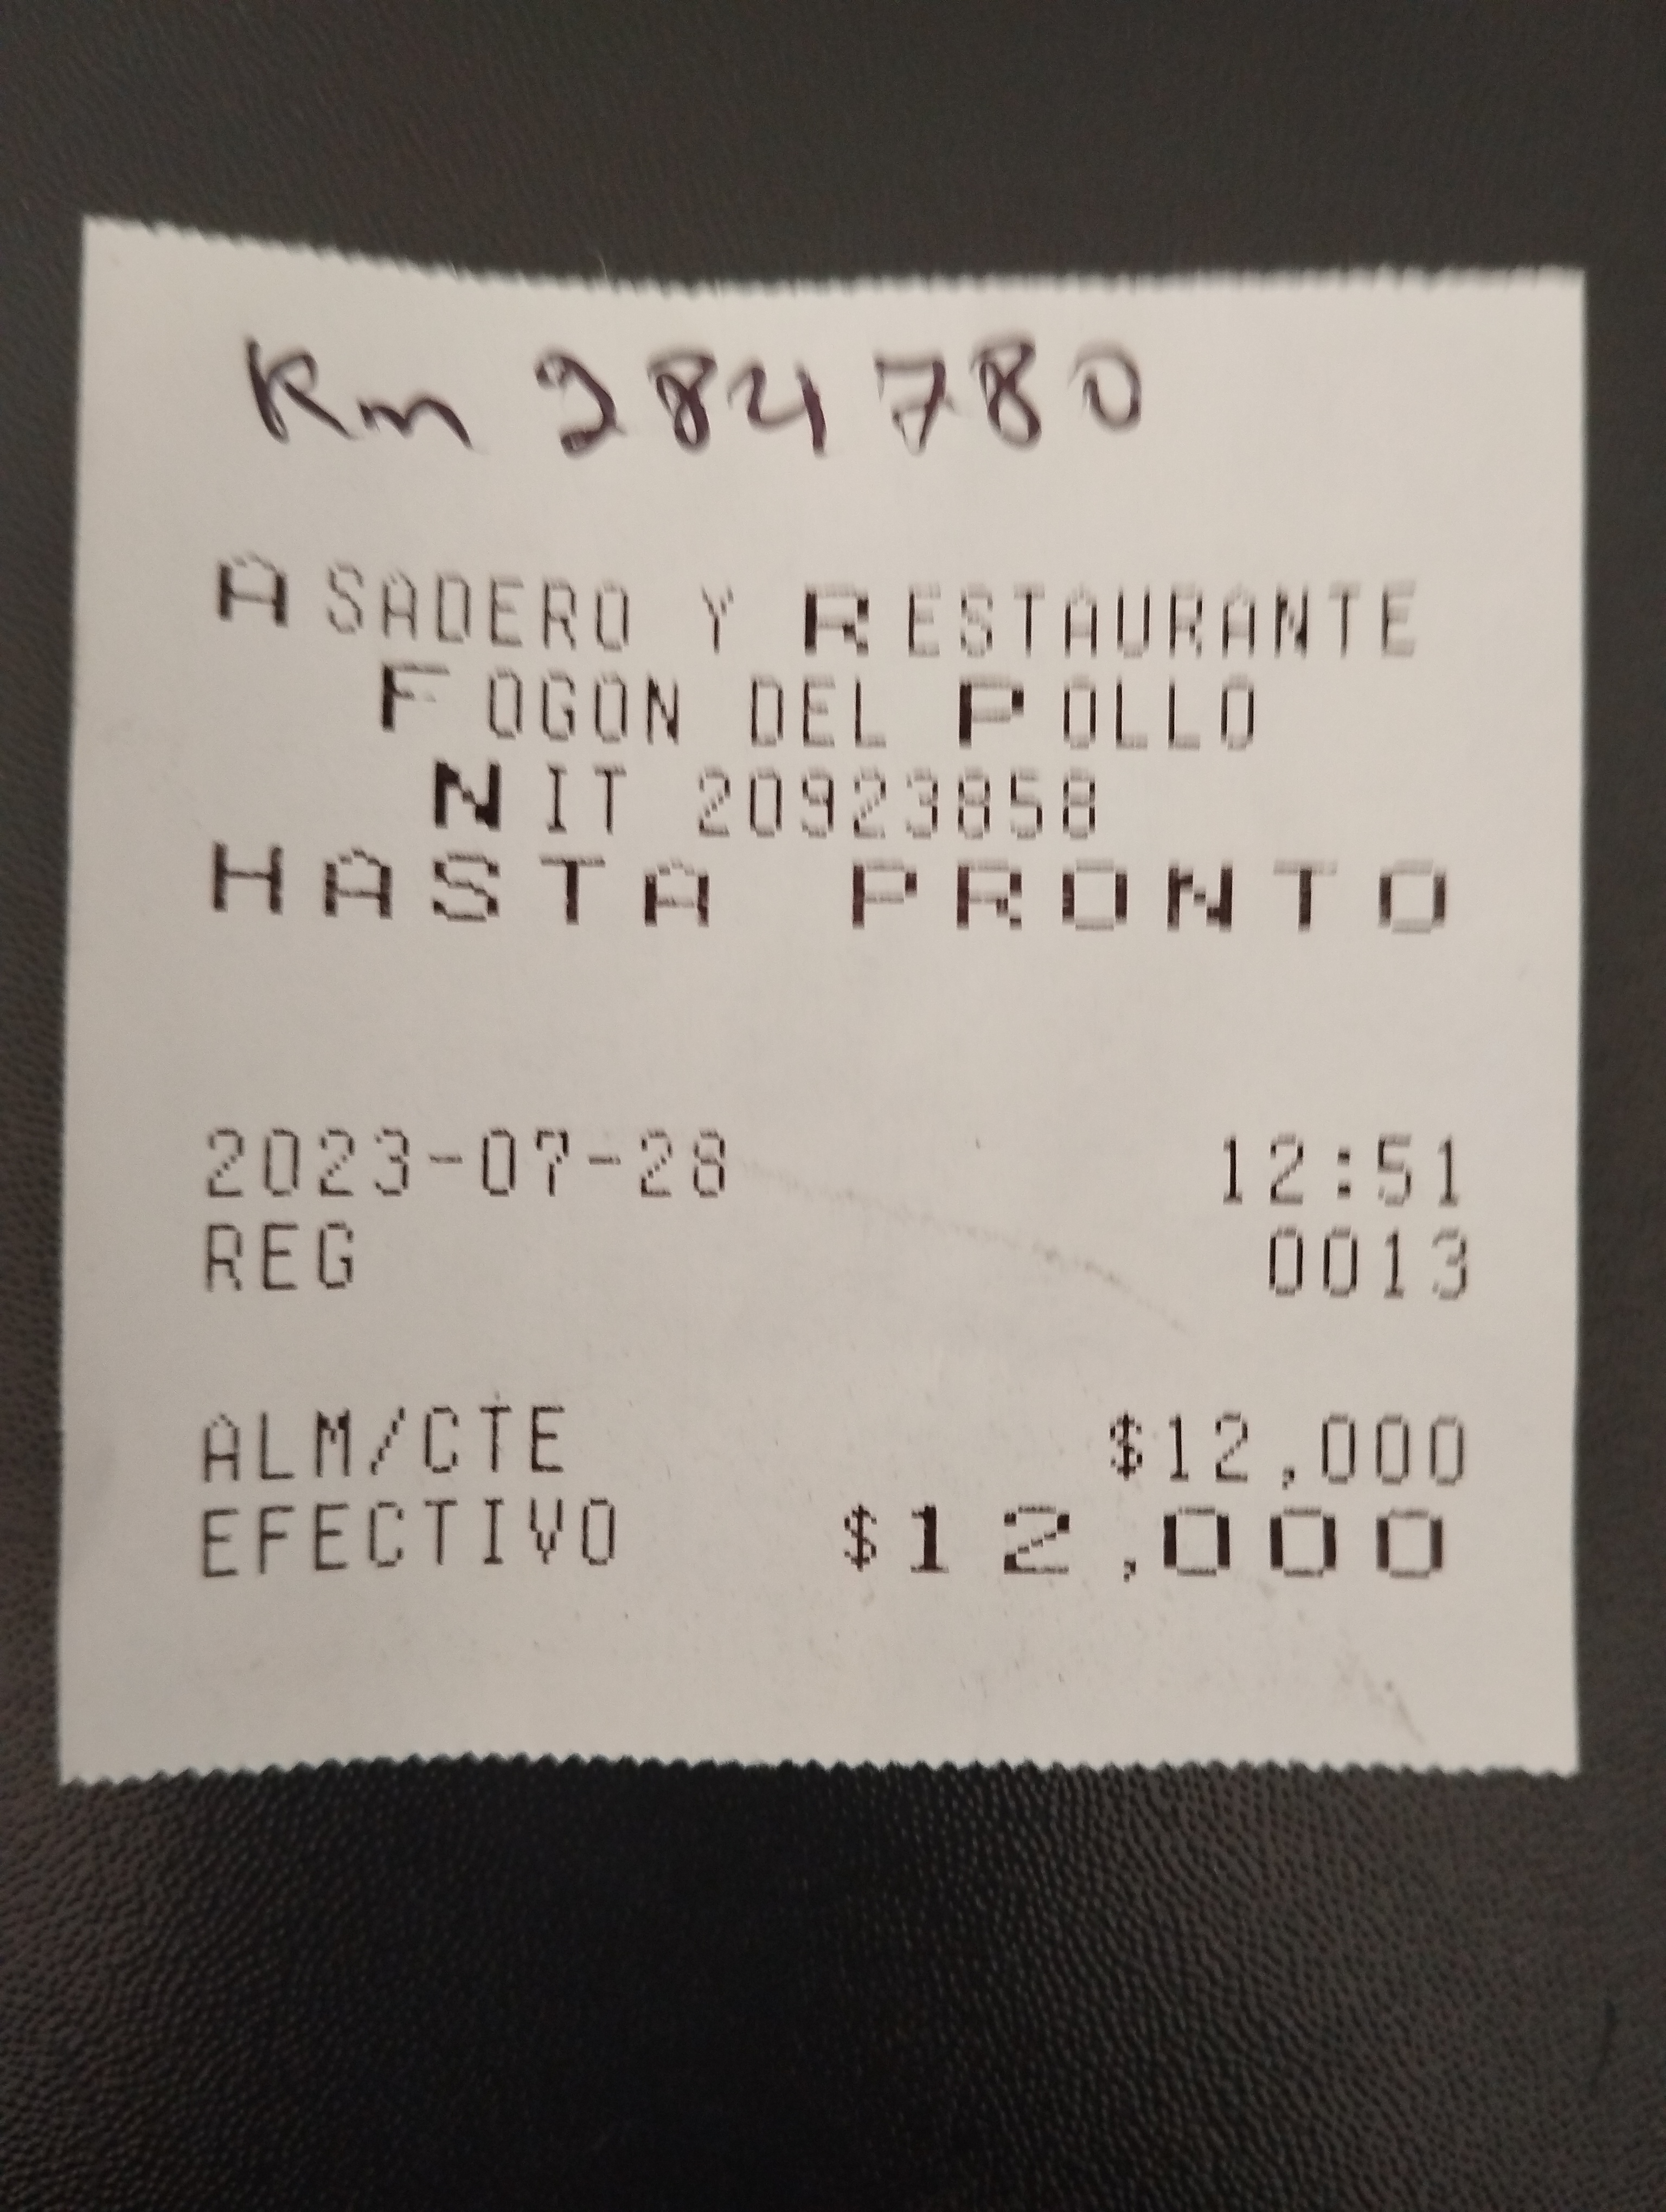 Km 284780
ASADERO Y RESTAURANTE
FOGON DEL POLLO
NIT 20923858
HASTA PRONTO
2023-07-28 12:51
REG 0013
ALM/CTE $12,000
EFECTIVO $12,000